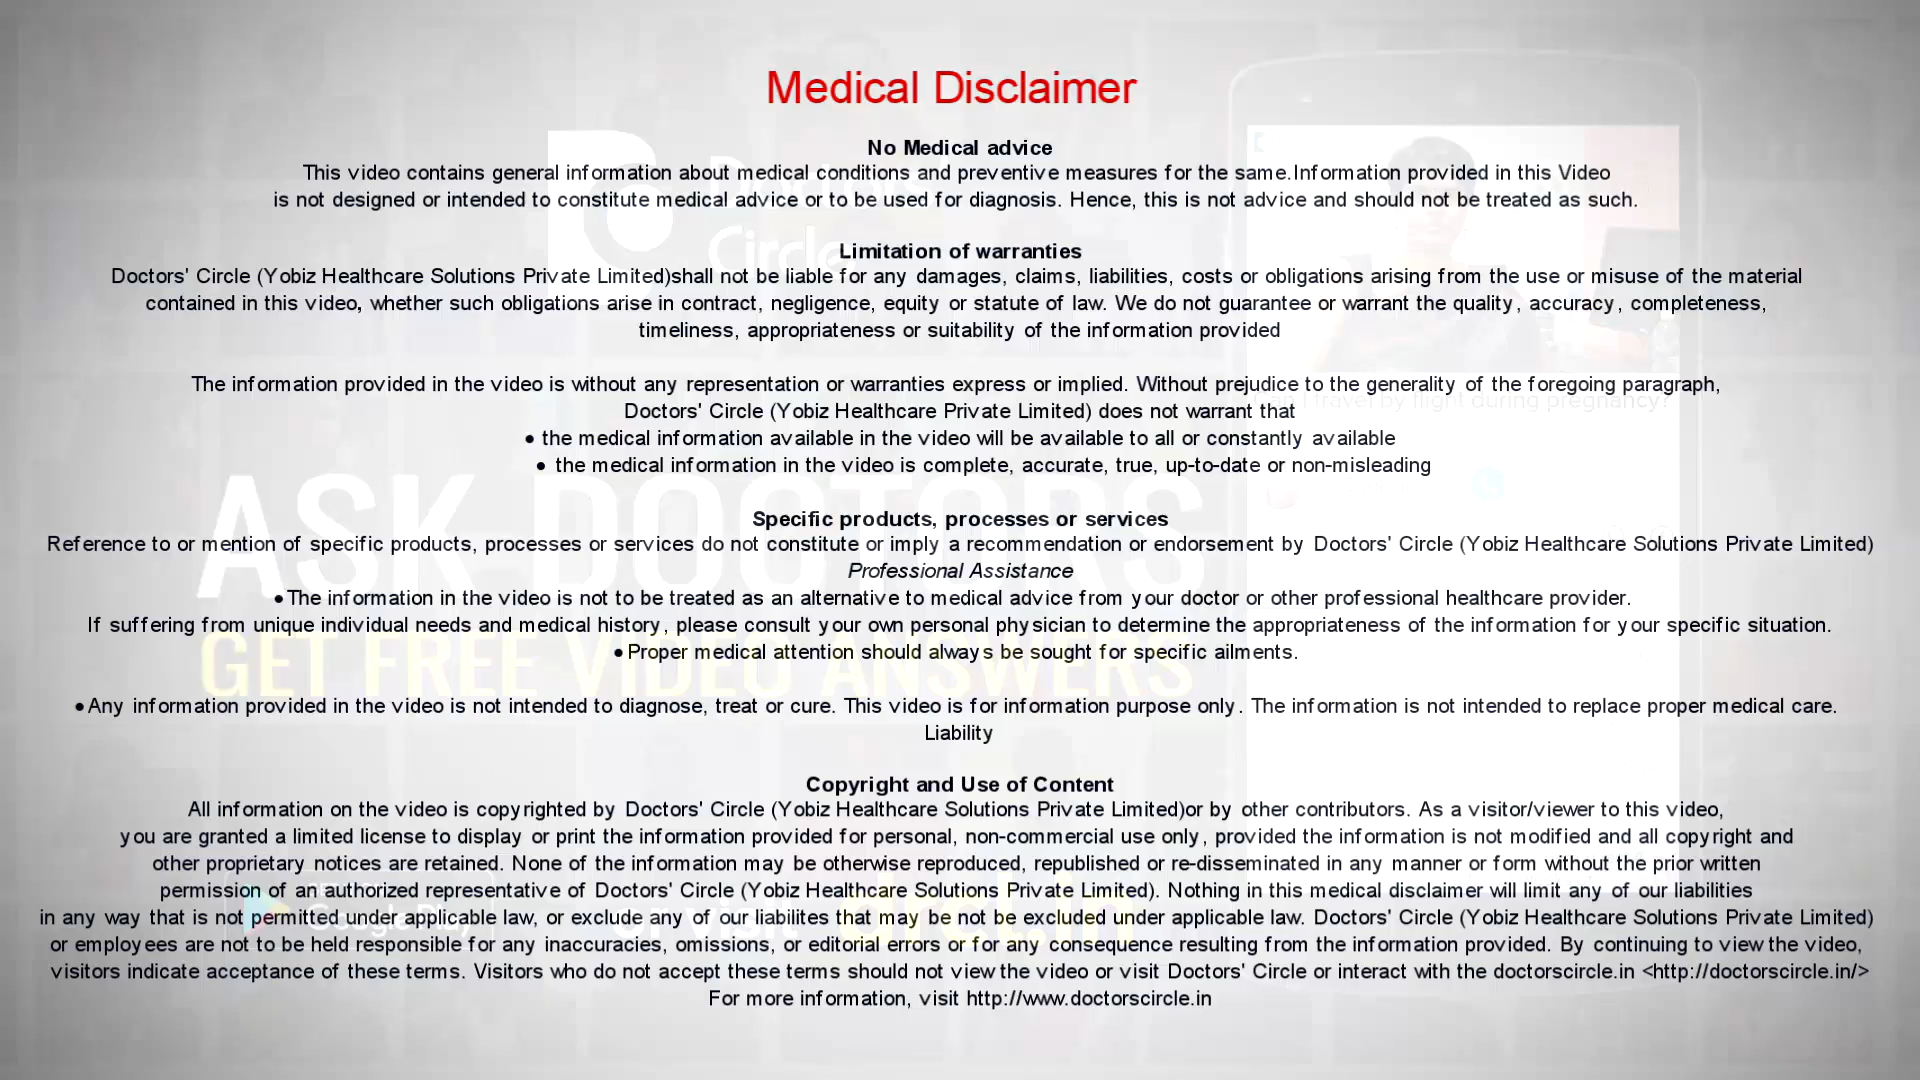 Medical Disclaimer
No Medical advice
This video contains general information about medical conditions and preventive measures for the same.Information provided in this Video
is not designed or intended to constitute medical advice or to be used for diagnosis. Hence, this is not advice and should not be treated as such.
Doctors'
Circle
Limitation of warranties
Doctors' Circle (Yobiz Healthcare Solutions Private Limited)shall not be liable for any damages, claims, liabilities, costs or obligations arising from the use or misuse of the material
contained in this video, whether such obligations arise in contract, negligence, equity or statute of law. We do not guarantee or warrant the quality, accuracy, completeness,
timeliness, appropriateness or suitability of the information provided
The information provided in the video is without any representation or warranties express or implied. Without prejudice to the generality of the foregoing paragraph,
Can I travel by flight during pregnancy?
Doctors' Circle (Yobiz Healthcare Private Limited) does not warrant that
• the medical information available in the video will be available to all or constantly available
• the medical information in the video is complete, accurate, true, up-to-date or non-misleading
ASK DOCTORS
Specific products, processes or services
Reference to or mention of specific products, processes or services do not constitute or imply a recommendation or endorsement by Doctors' Circle (Yobiz Healthcare Solutions Private Limited)
Professional Assistance
•The information in the video is not to be treated as an alternative to medical advice from your doctor or other professional healthcare provider.
If suffering from unique individual needs and medical history, please consult your own personal physician to determine the appropriateness of the information for your specific situation.
•Proper medical attention should always be sought for specific ailments.
GET FREE VIDEO ANSWERS
•Any information provided in the video is not intended to diagnose, treat or cure. This video is for information purpose only. The information is not intended to replace proper medical care.
Liability
Copyright and Use of Content
All information on the video is copyrighted by Doctors' Circle (Yobiz Healthcare Solutions Private Limited)or by other contributors. As a visitor/viewer to this video,
you are granted a limited license to display or print the information provided for personal, non-commercial use only, provided the information is not modified and all copyright and
other proprietary notices are retained. None of the information may be otherwise reproduced, republished or re-disseminated in any manner or form without the prior written
permission of an authorized representative of Doctors' Circle (Yobiz Healthcare Solutions Private Limited). Nothing in this medical disclaimer will limit any of our liabilities
in any way that is not permitted under applicable law, or exclude any of our liabilites that may be not be excluded under applicable law. Doctors' Circle (Yobiz Healthcare Solutions Private Limited)
Google Play or visit drcl.in
or employees are not to be held responsible for any inaccuracies, omissions, or editorial errors or for any consequence resulting from the information provided. By continuing to view the video,
visitors indicate acceptance of these terms. Visitors who do not accept these terms should not view the video or visit Doctors' Circle or interact with the doctorscircle.in <http://doctorscircle.in/>
For more information, visit http://www.doctorscircle.in